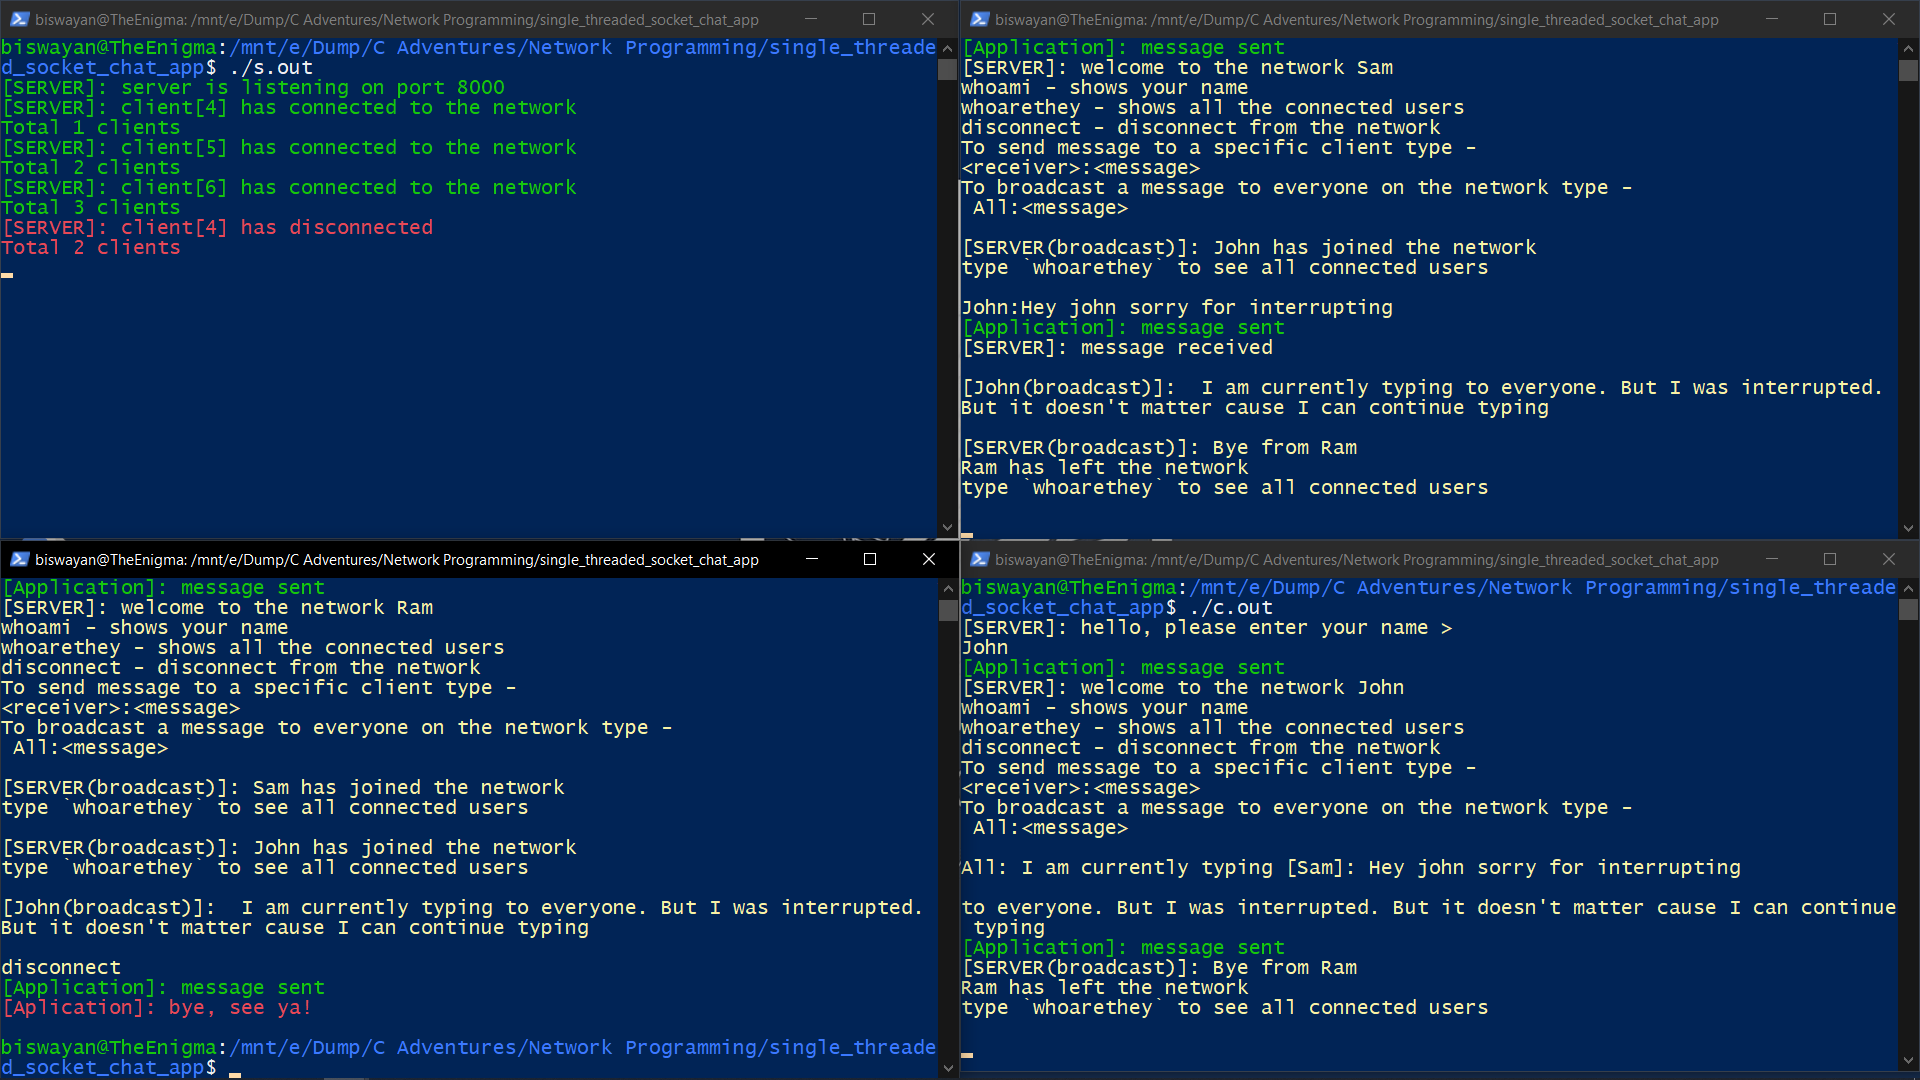 biswayan@TheEnigma: /mnt/e/Dump/C Adventures/Network Programming/single_threaded_socket_chat_app
biswayan@TheEnigma:/mnt/e/Dump/C Adventures/Network Programming/single_threade
d_socket_chat_app$ ./s.out
[SERVER]: server is listening on port 8000
[SERVER]: client[4] has connected to the network
Total 1 clients
[SERVER]: client[5] has connected to the network
Total 2 clients
[SERVER]: client[6] has connected to the network
Total 3 clients
[SERVER]: client[4] has disconnected
Total 2 clients
biswayan@TheEnigma: /mnt/e/Dump/C Adventures/Network Programming/single_threaded_socket_chat_app
[Application]: message sent
[SERVER]: welcome to the network Sam
whoami - shows your name
whoarethey - shows all the connected users
disconnect - disconnect from the network
To send message to a specific client type -
<receiver>:<message>
To broadcast a message to everyone on the network type -
All:<message>
[SERVER(broadcast)]: John has joined the network
type `whoarethey` to see all connected users
John:Hey john sorry for interrupting
[Application]: message sent
[SERVER]: message received
[John(broadcast)]:  I am currently typing to everyone. But I was interrupted.
But it doesn't matter cause I can continue typing
[SERVER(broadcast)]: Bye from Ram
Ram has left the network
type `whoarethey` to see all connected users
biswayan@TheEnigma: /mnt/e/Dump/C Adventures/Network Programming/single_threaded_socket_chat_app
[Application]: message sent
[SERVER]: welcome to the network Ram
whoami - shows your name
whoarethey - shows all the connected users
disconnect - disconnect from the network
To send message to a specific client type -
<receiver>:<message>
To broadcast a message to everyone on the network type -
All:<message>
[SERVER(broadcast)]: Sam has joined the network
type `whoarethey` to see all connected users
[SERVER(broadcast)]: John has joined the network
type `whoarethey` to see all connected users
[John(broadcast)]:  I am currently typing to everyone. But I was interrupted.
But it doesn't matter cause I can continue typing
disconnect
[Application]: message sent
[Aplication]: bye, see ya!
biswayan@TheEnigma:/mnt/e/Dump/C Adventures/Network Programming/single_threade
d_socket_chat_app$
biswayan@TheEnigma: /mnt/e/Dump/C Adventures/Network Programming/single_threaded_socket_chat_app
biswayan@TheEnigma:/mnt/e/Dump/C Adventures/Network Programming/single_threade
d_socket_chat_app$ ./c.out
[SERVER]: hello, please enter your name >
John
[Application]: message sent
[SERVER]: welcome to the network John
whoami - shows your name
whoarethey - shows all the connected users
disconnect - disconnect from the network
To send message to a specific client type -
<receiver>:<message>
To broadcast a message to everyone on the network type -
All:<message>
All: I am currently typing [Sam]: Hey john sorry for interrupting
to everyone. But I was interrupted. But it doesn't matter cause I can continue
typing
[Application]: message sent
[SERVER(broadcast)]: Bye from Ram
Ram has left the network
type `whoarethey` to see all connected users